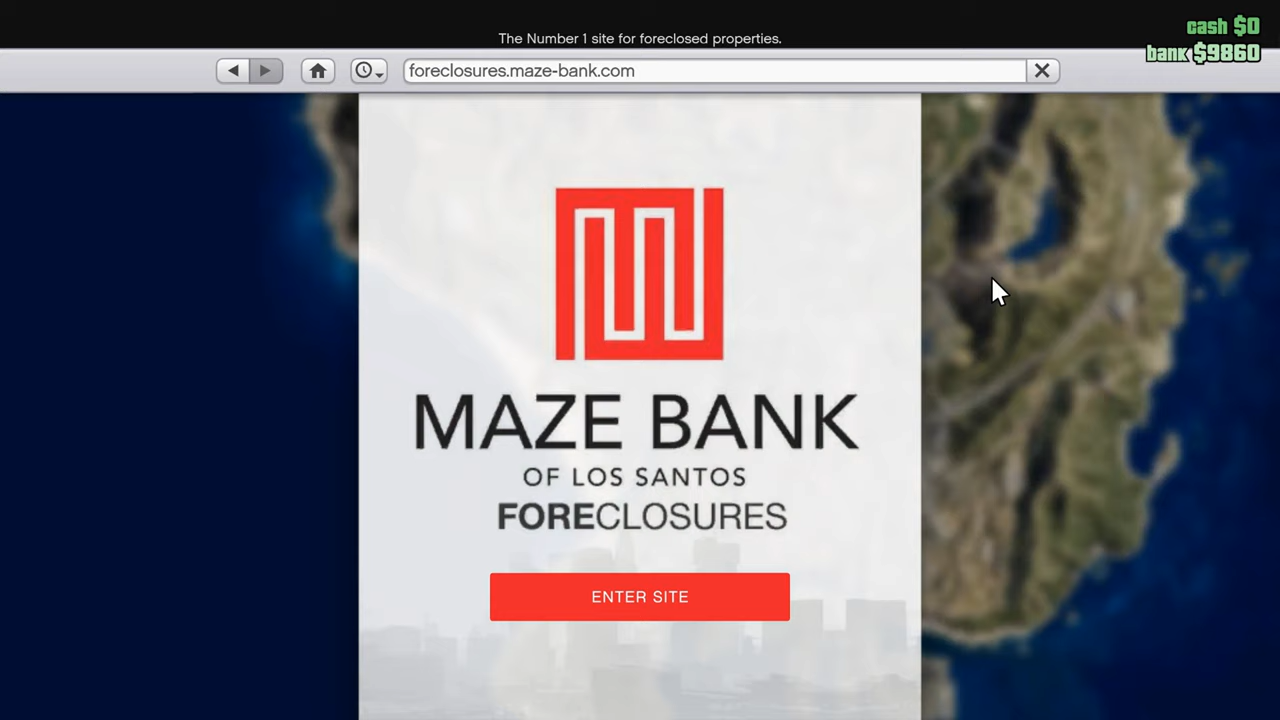 The Number 1 site for foreclosed properties.
cash $0
bank $9860
foreclosures.maze-bank.com
MAZE BANK
OF LOS SANTOS
FORECLOSURES
ENTER SITE